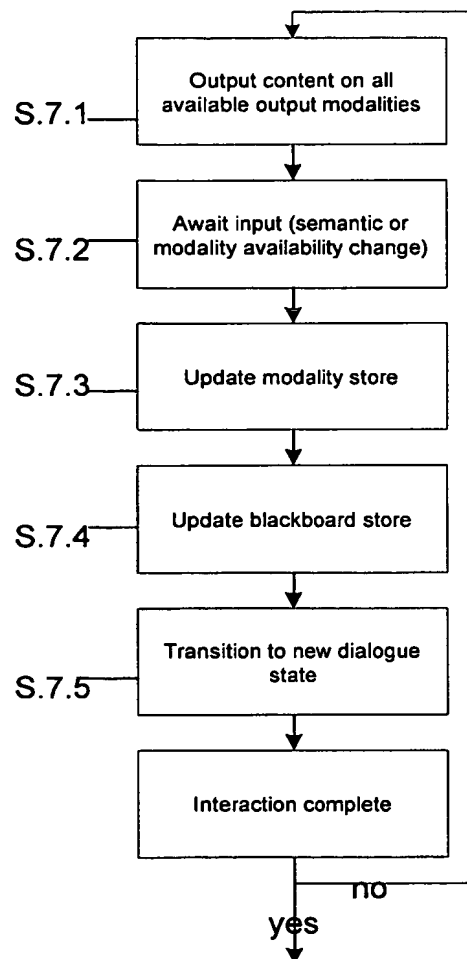 Output content on all
available output modalities
S.7.1
Await input (semantic or
modality availability change)
S.7.2
Update modality store
S.7.3
Update blackboard store
S.7.4
Transition to new dialogue
state
S.7.5
Interaction complete
no
yes